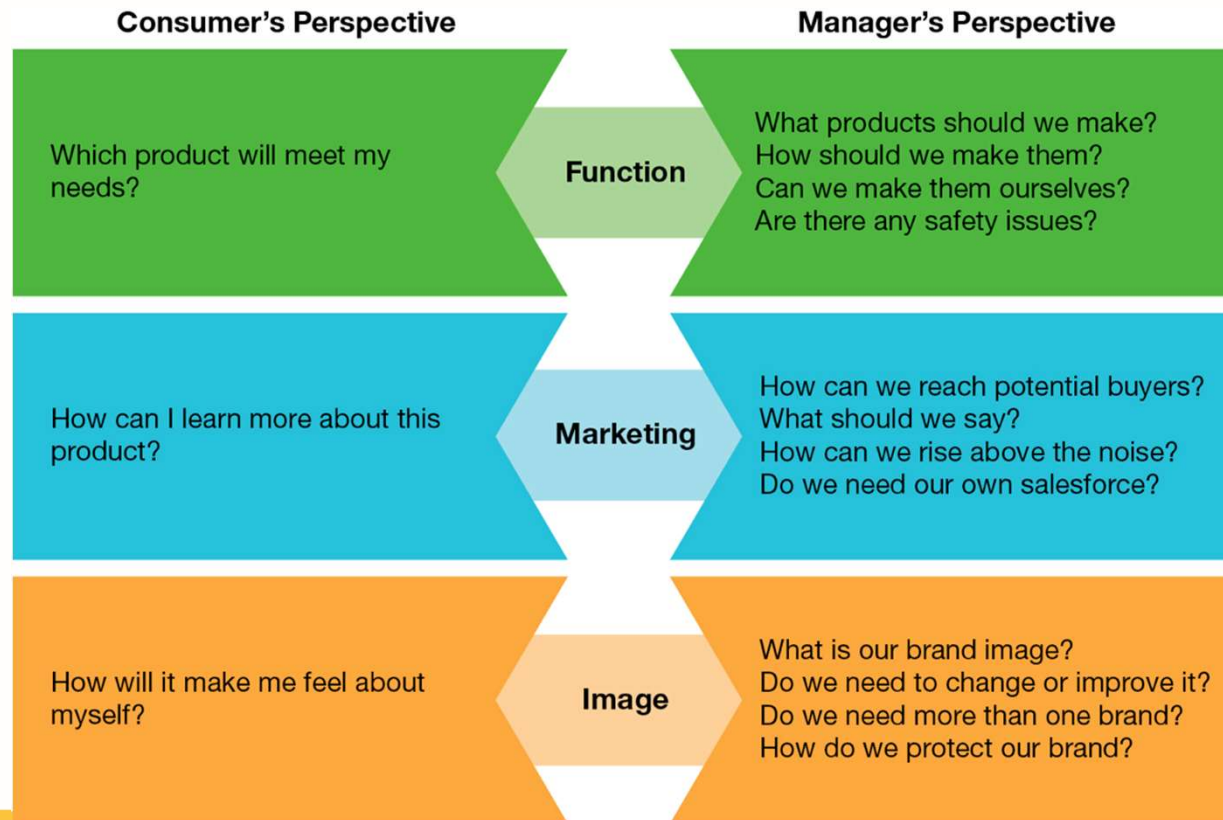 Consumer's Perspective
Manager's Perspective
Which product will meet my
needs?
Function
What products should we make?
How should we make them?
Can we make them ourselves?
Are there any safety issues?
How can I learn more about this
product?
Marketing
How can we reach potential buyers?
What should we say?
How can we rise above the noise?
Do we need our own salesforce?
How will it make me feel about
myself?
Image
What is our brand image?
Do we need to change or improve it?
Do we need more than one brand?
How do we protect our brand?